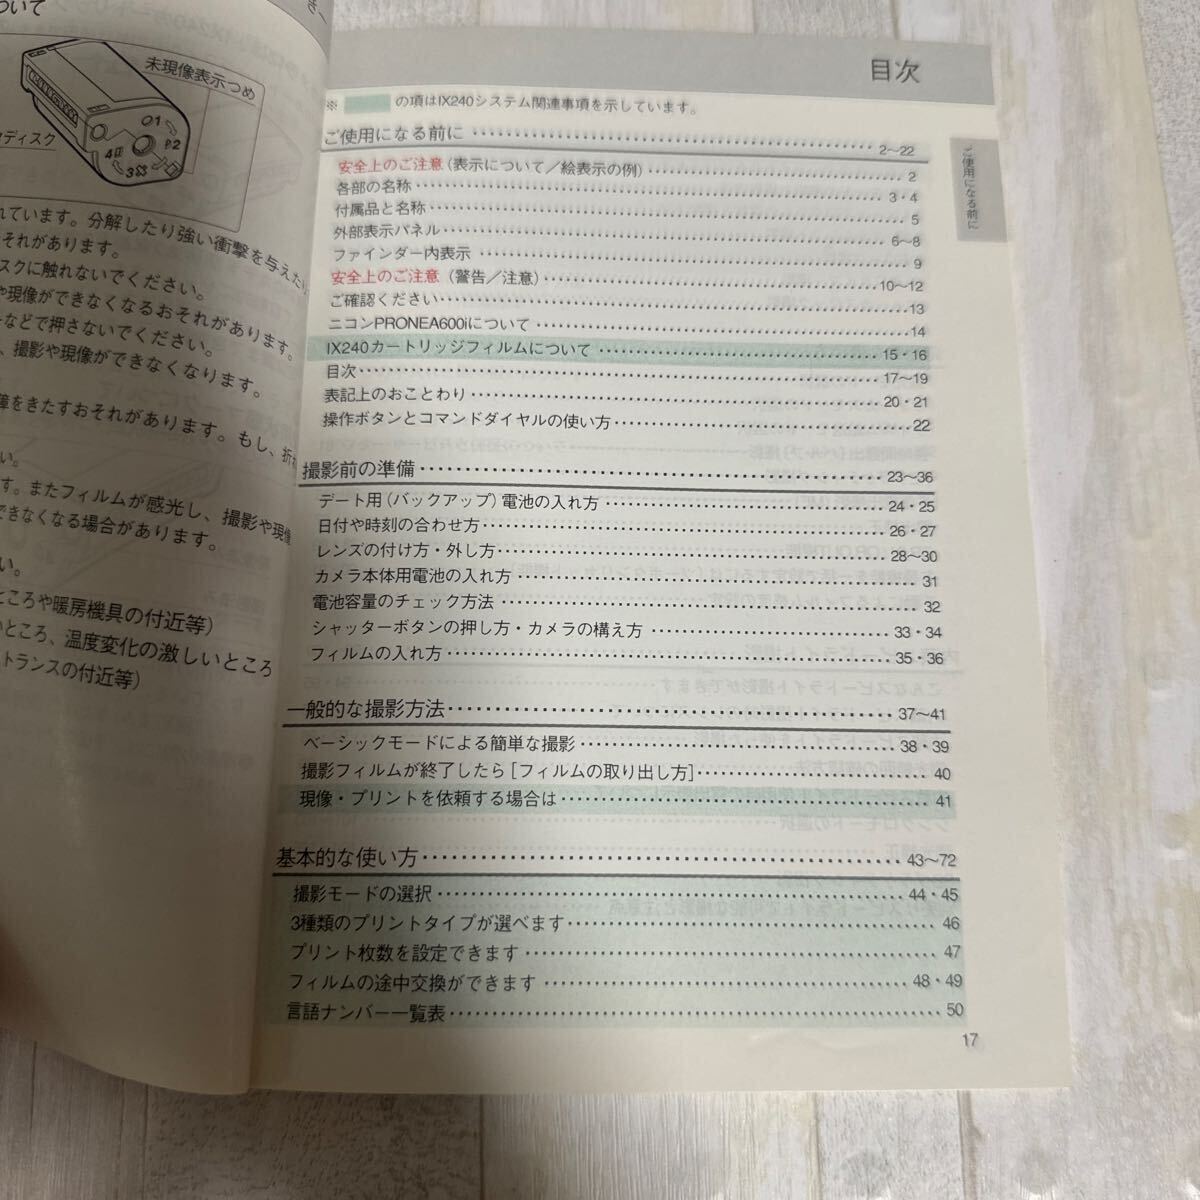 ついて
未現像表示つめ
タディスク
01
D2
3
4
れています。分解したり強い衝撃を与えたり
それがあります。
スクに触れないでください。
や現像ができなくなるおそれがあります。
などで押さないでください。
、撮影や現像ができなくなります。
障をきたすおそれがあります。もし、折れ
い。
す。またフィルムが感光し、撮影や現像
できなくなる場合があります。
い。
ところや暖房機具の付近等）
いところ、温度変化の激しいところ
トランスの付近等）
目次
※ の項はIX240システム関連事項を示しています。
ご使用になる前に 2〜22
安全上のご注意（表示について／絵表示の例） 2
各部の名称 3・4
付属品と名称 5
外部表示パネル 6〜8
ファインダー内表示 9
安全上のご注意（警告／注意） 10〜12
ご確認ください 13
ニコンPRONEA600iについて 14
IX240カートリッジフィルムについて 15・16
目次 17〜19
表記上のおことわり 20・21
操作ボタンとコマンドダイヤルの使い方 22
撮影前の準備 23〜36
デート用（バックアップ）電池の入れ方 24・25
日付や時刻の合わせ方 26・27
レンズの付け方・外し方 28〜30
カメラ本体用電池の入れ方 31
電池容量のチェック方法 32
シャッターボタンの押し方・カメラの構え方 33・34
フィルムの入れ方 35・36
一般的な撮影方法 37〜41
ベーシックモードによる簡単な撮影 38・39
撮影フィルムが終了したら［フィルムの取り出し方］ 40
現像・プリントを依頼する場合は 41
基本的な使い方 43〜72
撮影モードの選択 44・45
3種類のプリントタイプが選べます 46
プリント枚数を設定できます 47
フィルムの途中交換ができます 48・49
言語ナンバー一覧表 50
17
ご使用になる前に